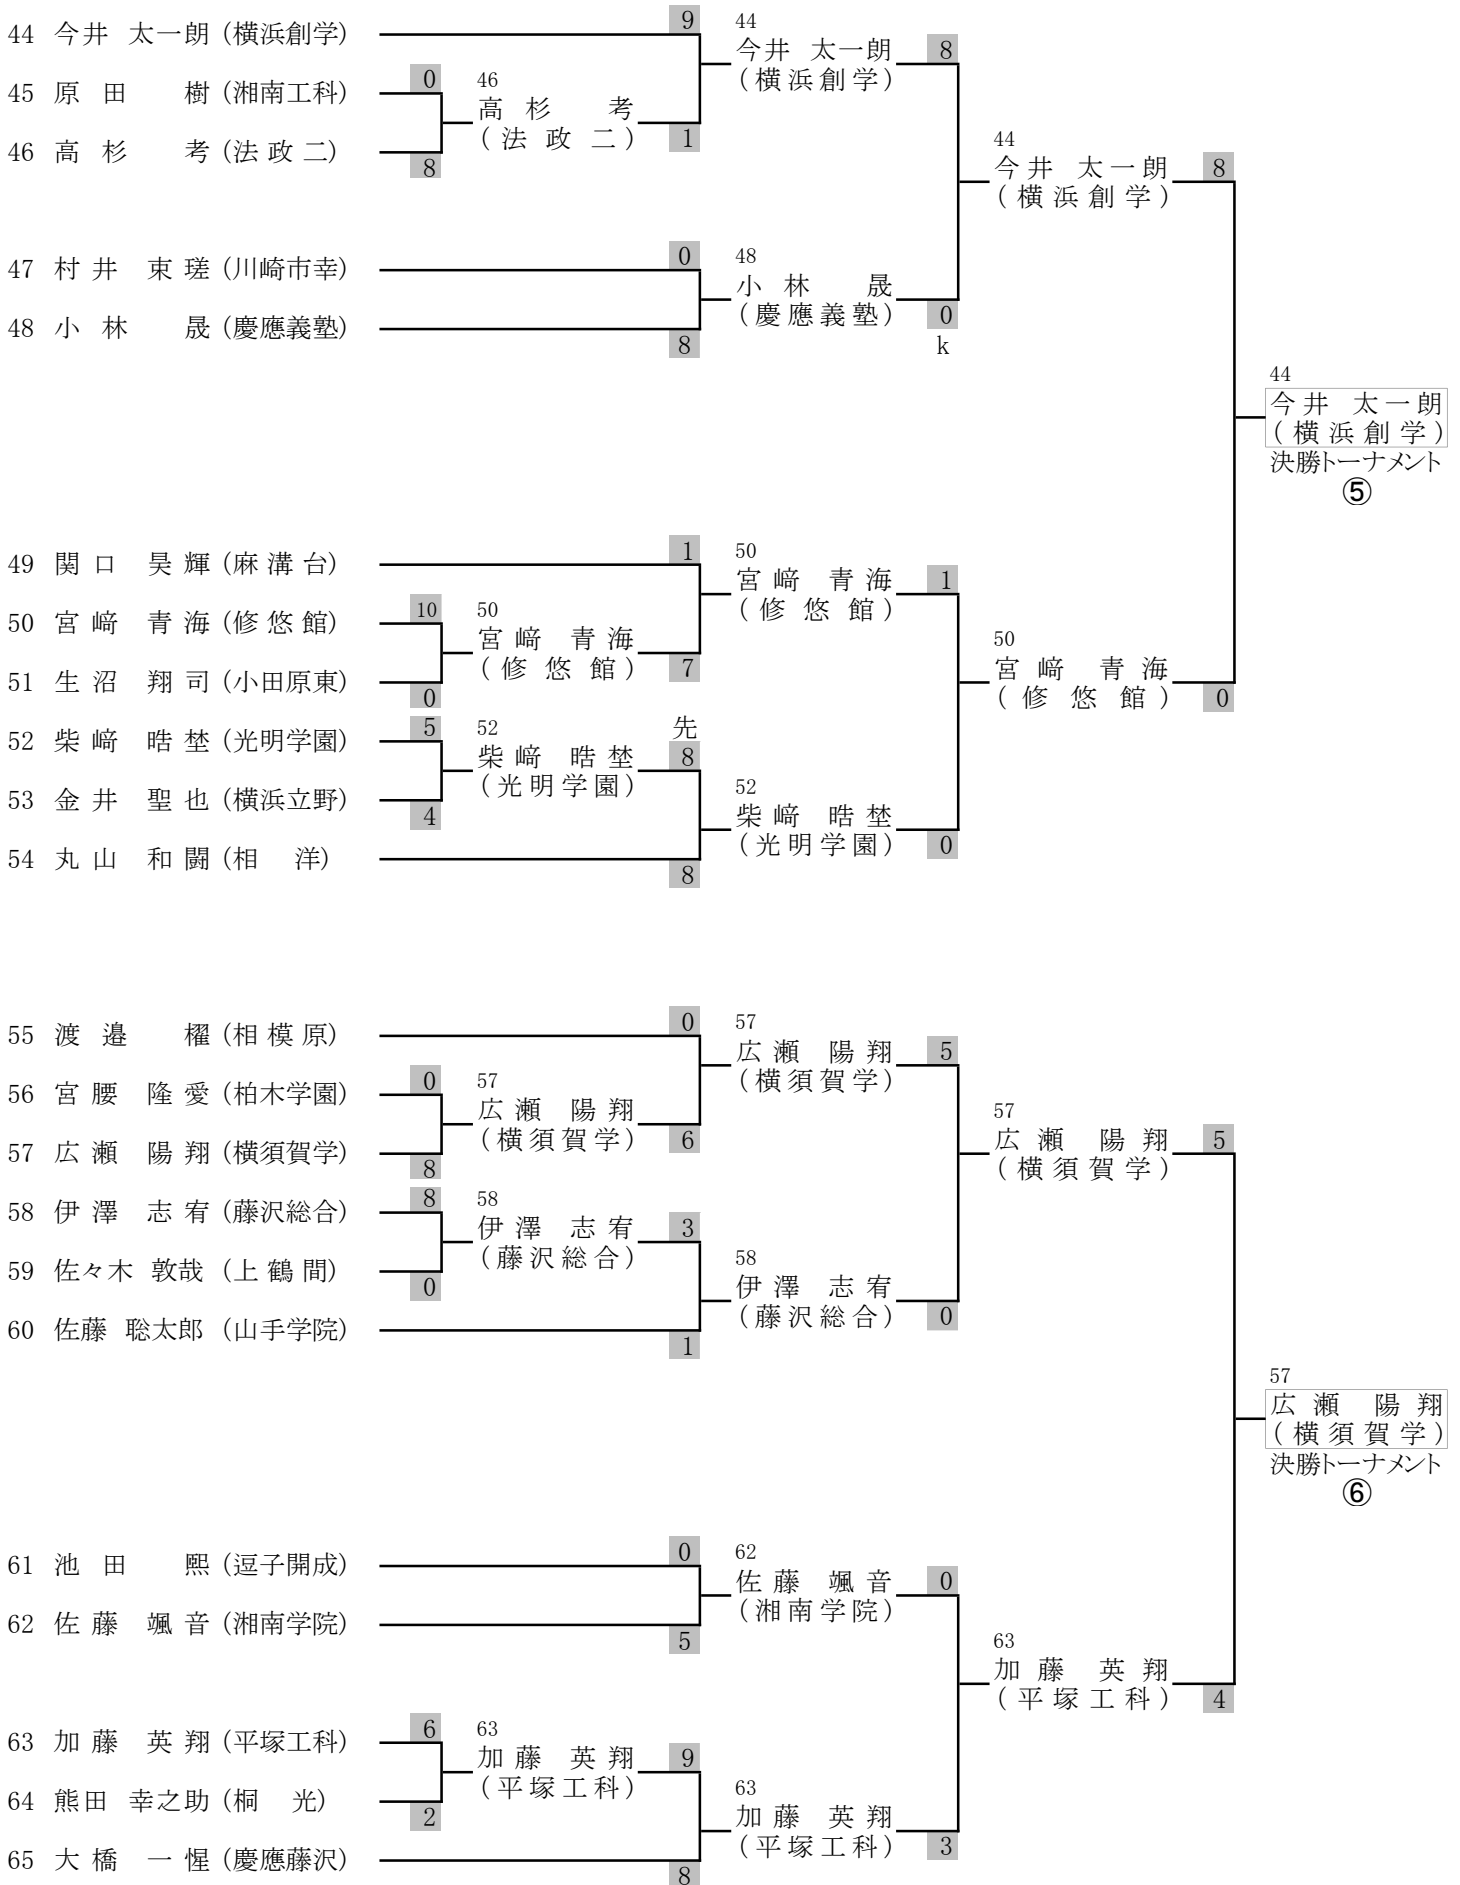 44 今井 太一朗 (横浜創学)
9
44
今井 太一朗
(横浜創学)
8
45 原田 樹 (湘南工科)
0
46
高杉 考
(法政二)
1
46 高杉 考 (法政二)
8
44
今井 太一朗
(横浜創学)
8
47 村井 束瑳 (川崎市幸)
0
48
小林 晟
(慶應義塾)
0
k
48 小林 晟 (慶應義塾)
8
44
今井 太一朗
(横浜創学)
決勝トーナメント
⑤
49 関口 昊輝 (麻溝台)
1
50
宮﨑 青海
(修悠館)
1
50 宮﨑 青海 (修悠館)
10
50
宮﨑 青海
(修悠館)
7
51 生沼 翔司 (小田原東)
0
50
宮﨑 青海
(修悠館)
0
52 柴﨑 晧埜 (光明学園)
5
52
柴﨑 晧埜
(光明学園)
先
8
53 金井 聖也 (横浜立野)
4
52
柴﨑 晧埜
(光明学園)
0
54 丸山 和闘 (相 洋)
8
55 渡邉 櫂 (相模原)
0
57
広瀬 陽翔
(横須賀学)
5
56 宮腰 隆愛 (柏木学園)
0
57
広瀬 陽翔
(横須賀学)
6
57 広瀬 陽翔 (横須賀学)
8
57
広瀬 陽翔
(横須賀学)
5
58 伊澤 志宥 (藤沢総合)
8
58
伊澤 志宥
(藤沢総合)
3
59 佐々木 敦哉 (上鶴間)
0
58
伊澤 志宥
(藤沢総合)
0
60 佐藤 聡太郎 (山手学院)
1
57
広瀬 陽翔
(横須賀学)
決勝トーナメント
⑥
61 池田 熙 (逗子開成)
0
62
佐藤 颯音
(湘南学院)
0
62 佐藤 颯音 (湘南学院)
5
63
加藤 英翔
(平塚工科)
4
63 加藤 英翔 (平塚工科)
6
63
加藤 英翔
(平塚工科)
9
64 熊田 幸之助 (桐 光)
2
63
加藤 英翔
(平塚工科)
3
65 大橋 一惺 (慶應藤沢)
8